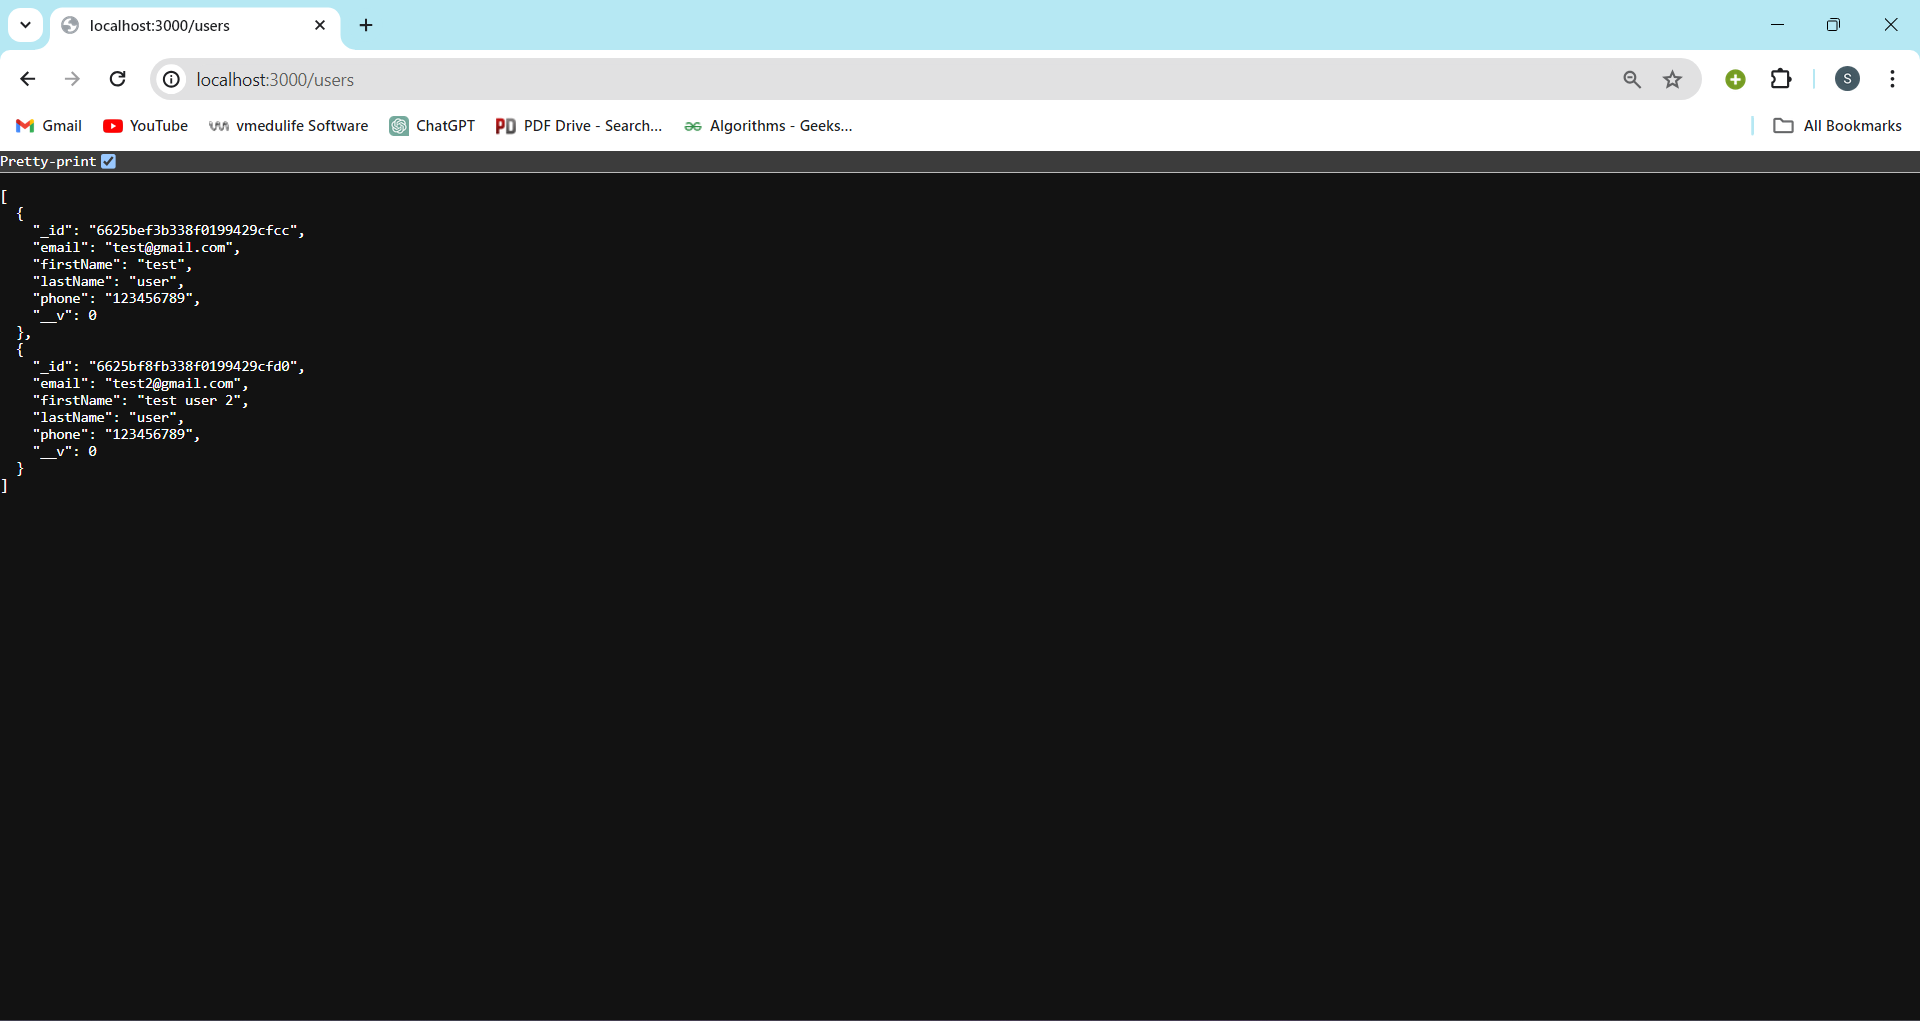 localhost:3000/users
localhost:3000/users
S
Gmail YouTube vmedulife Software ChatGPT PD PDF Drive - Search... Algorithms - Geeks... All Bookmarks
Pretty-print
[
  {
    "_id": "6625bef3b338f0199429cfcc",
    "email": "test@gmail.com",
    "firstName": "test",
    "lastName": "user",
    "phone": "123456789",
    "__v": 0
  },
  {
    "_id": "6625bf8fb338f0199429cfd0",
    "email": "test2@gmail.com",
    "firstName": "test user 2",
    "lastName": "user",
    "phone": "123456789",
    "__v": 0
  }
]